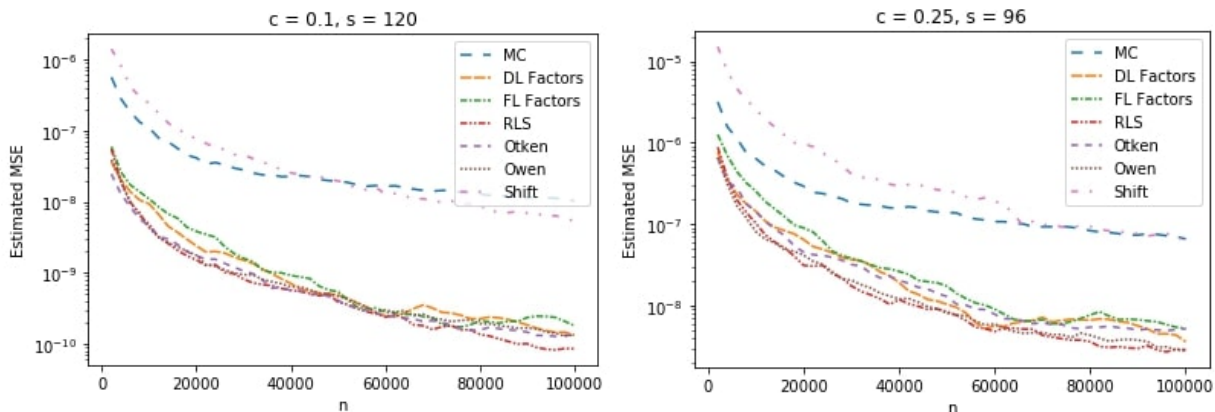 c = 0.1, s = 120
Estimated MSE
10⁻⁶
10⁻⁷
10⁻⁸
10⁻⁹
10⁻¹⁰
MC
DL Factors
FL Factors
RLS
Otken
Owen
Shift
0 20000 40000 60000 80000 100000
n
c = 0.25, s = 96
Estimated MSE
10⁻⁵
10⁻⁶
10⁻⁷
10⁻⁸
MC
DL Factors
FL Factors
RLS
Otken
Owen
Shift
0 20000 40000 60000 80000 100000
n